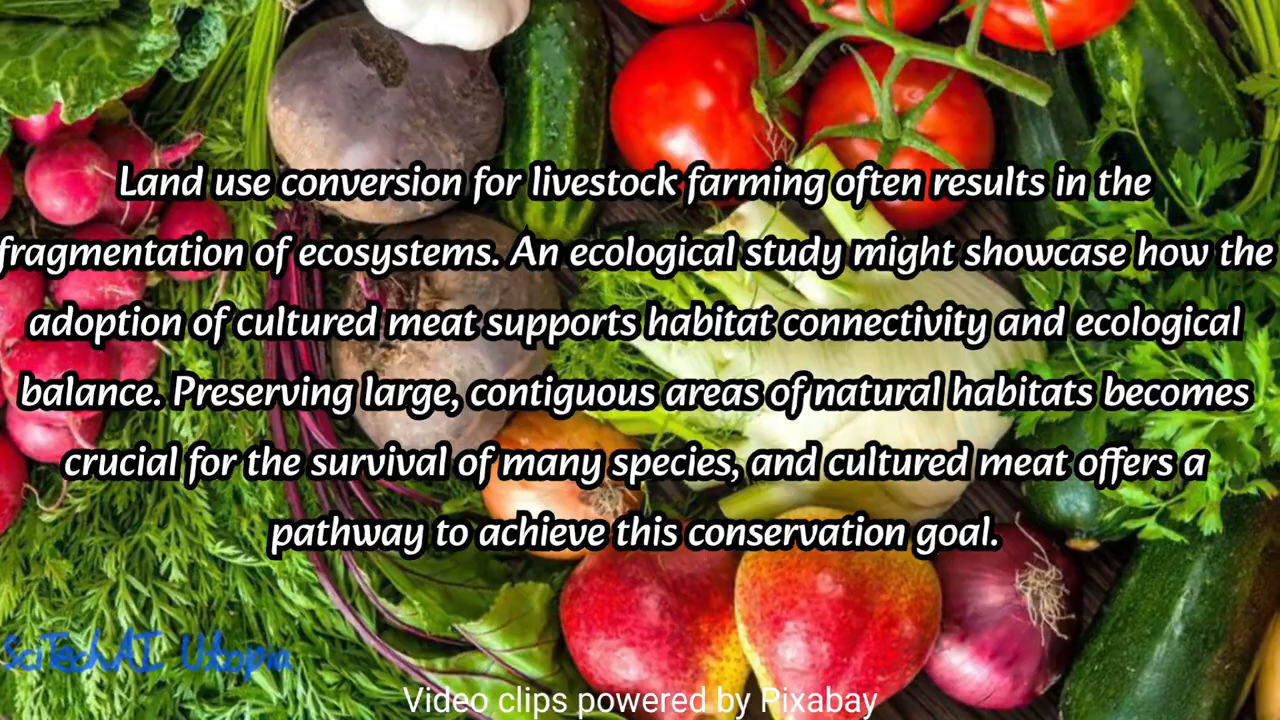 Land use conversion for livestock farming often results in the
fragmentation of ecosystems. An ecological study might showcase how the
adoption of cultured meat supports habitat connectivity and ecological
balance. Preserving large, contiguous areas of natural habitats becomes
crucial for the survival of many species, and cultured meat offers a
pathway to achieve this conservation goal.
SciTechAI Utopia
Video clips powered by Pixabay